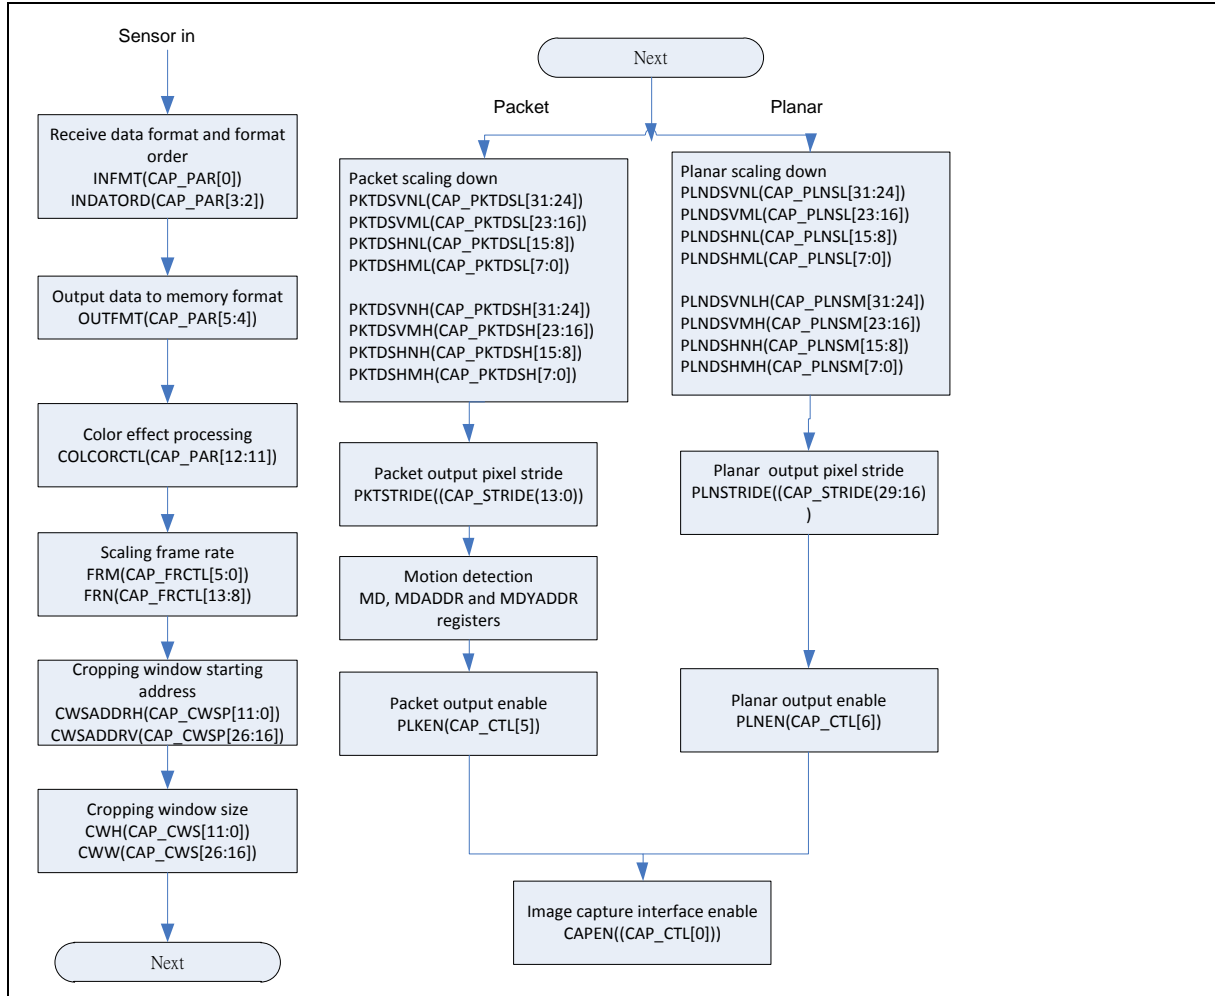 Sensor in
Receive data format and format
order
INFMT(CAP_PAR[0])
INDATORD(CAP_PAR[3:2])
Output data to memory format
OUTFMT(CAP_PAR[5:4])
Color effect processing
COLCORCTL(CAP_PAR[12:11])
Scaling frame rate
FRM(CAP_FRCTL[5:0])
FRN(CAP_FRCTL[13:8])
Cropping window starting
address
CWSADDRH(CAP_CWSP[11:0])
CWSADDRV(CAP_CWSP[26:16])
Cropping window size
CWH(CAP_CWS[11:0])
CWW(CAP_CWS[26:16])
Next
Next
Packet
Planar
Packet scaling down
PKTDSVNL(CAP_PKTDSL[31:24])
PKTDSVML(CAP_PKTDSL[23:16])
PKTDSHNL(CAP_PKTDSL[15:8])
PKTDSHML(CAP_PKTDSL[7:0])
PKTDSVNH(CAP_PKTDSH[31:24])
PKTFSVMH(CAP_PKTDSH[23:16])
PKTDSHNH(CAP_PKTDSH[15:8])
PKTDSHMH(CAP_PKTDSH[7:0])
Packet output pixel stride
PKTSTRIDE((CAP_STRIDE(13:0))
Motion detection
MD, MDADDR and MDYADDR
registers
Packet output enable
PLKEN(CAP_CTL[5])
Planar scaling down
PLNDSVNL(CAP_PLNSL[31:24])
PLNDSVML(CAP_PLNSL[23:16])
PLNDSHNL(CAP_PLNSL[15:8])
PLNDSHML(CAP_PLNSL[7:0])
PLNDSVNLH(CAP_PLNSM[31:24])
PLNDSVMH(CAP_PLNSM[23:16])
PLNDSHNH(CAP_PLNSM[15:8])
PLNDSHMH(CAP_PLNSM[7:0])
Planar output pixel stride
PLNSTRIDE((CAP_STRIDE(29:16)
)
Planar output enable
PLNEN(CAP_CTL[6])
Image capture interface enable
CAPEN((CAP_CTL[0]))